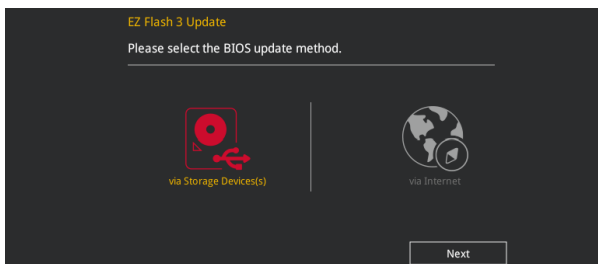 EZ Flash 3 Update
Please select the BIOS update method.
via Storage Devices(s)
via Internet
Next